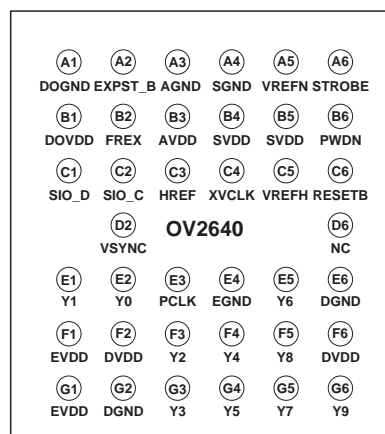 A1 A2 A3 A4 A5 A6
DOGND EXPST_B AGND SGND VREFN STROBE
B1 B2 B3 B4 B5 B6
DOVDD FREX AVDD SVDD SVDD PWDN
C1 C2 C3 C4 C5 C6
SIO_D SIO_C HREF XVCLK VREFH RESETB
D2 OV2640 D6
VSYNC NC
E1 E2 E3 E4 E5 E6
Y1 Y0 PCLK EGND Y6 DGND
F1 F2 F3 F4 F5 F6
EVDD DVDD Y2 Y4 Y8 DVDD
G1 G2 G3 G4 G5 G6
EVDD DGND Y3 Y5 Y7 Y9